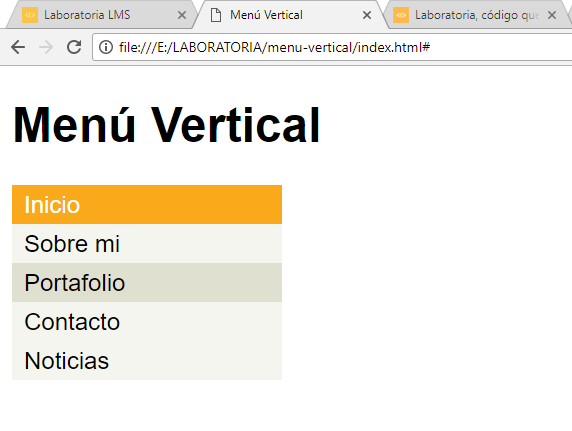 Laboratoria LMS
Menú Vertical
Laboratoria, código que
file:///E:/LABORATORIA/menu-vertical/index.html#
Menú Vertical
Inicio
Sobre mi
Portafolio
Contacto
Noticias